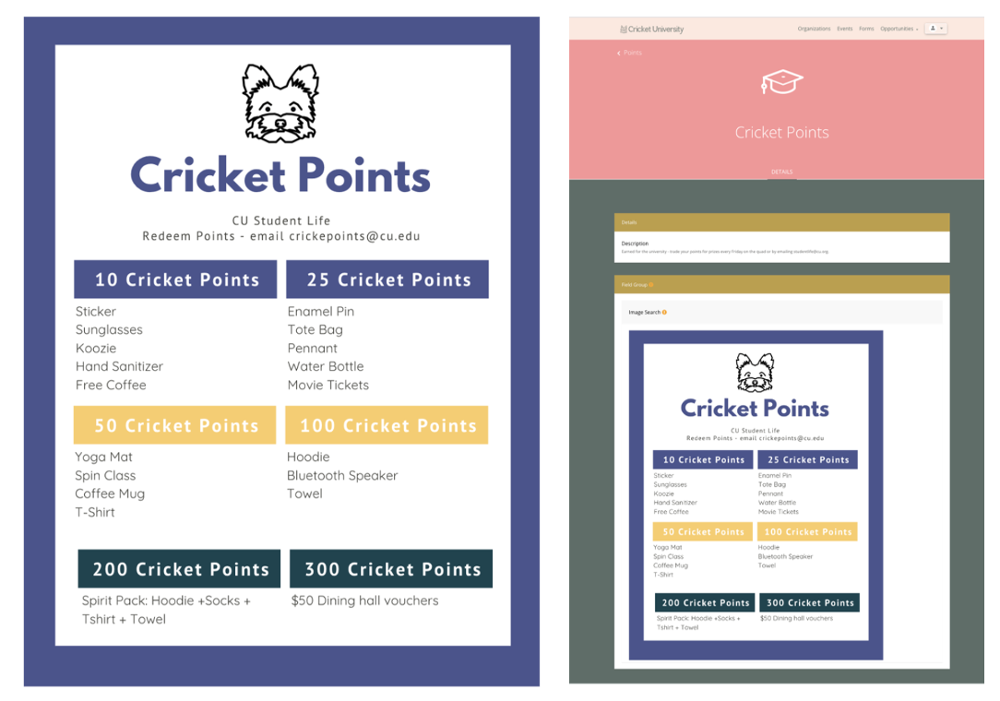 Cricket Points
CU Student Life
Redeem Points - email crickepoints@cu.edu
10 Cricket Points
Sticker
Sunglasses
Koozie
Hand Sanitizer
Free Coffee
25 Cricket Points
Enamel Pin
Tote Bag
Pennant
Water Bottle
Movie Tickets
50 Cricket Points
Yoga Mat
Spin Class
Coffee Mug
T-Shirt
100 Cricket Points
Hoodie
Bluetooth Speaker
Towel
200 Cricket Points
Spirit Pack: Hoodie +Socks +
Tshirt + Towel
300 Cricket Points
$50 Dining hall vouchers
Cricket University
Organizations Events Forms Opportunities
Points
Cricket Points
DETAILS
Details
Description
Earned for the university - trade your points for prizes every Friday on the quad or by emailing studentlife@cu.org
Field Group
Image Search
Cricket Points
CU Student Life
Redeem Points - email crickepoints@cu.edu
10 Cricket Points
Sticker
Sunglasses
Koozie
Hand Sanitizer
Free Coffee
25 Cricket Points
Enamel Pin
Tote Bag
Pennant
Water Bottle
Movie Tickets
50 Cricket Points
Yoga Mat
Spin Class
Coffee Mug
T-Shirt
100 Cricket Points
Hoodie
Bluetooth Speaker
Towel
200 Cricket Points
Spirit Pack: Hoodie +Socks +
Tshirt + Towel
300 Cricket Points
$50 Dining hall vouchers